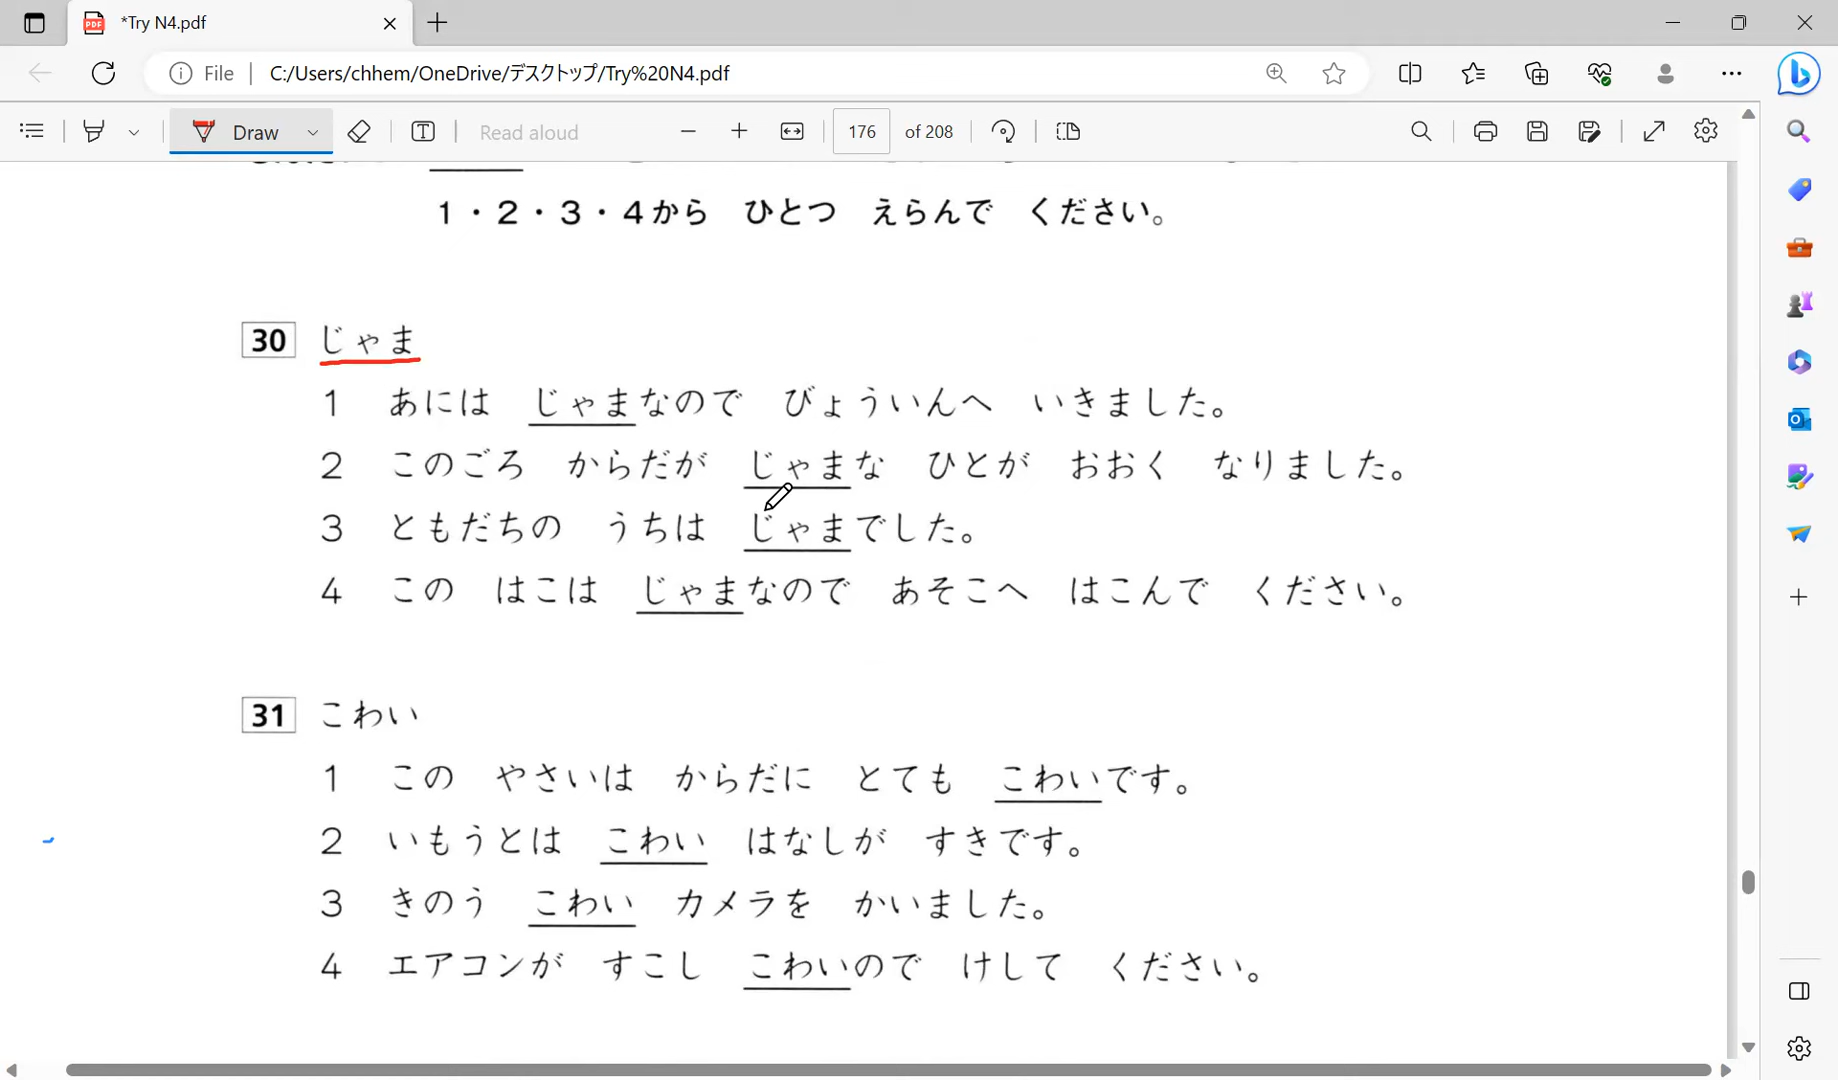 *Try N4.pdf
File C:/Users/chhem/OneDrive/デスクトップ/Try%20N4.pdf
Draw Read aloud 176 of 208
1・2・3・4から ひとつ えらんで ください。
30 じゃま
1 あには じゃまなので びょういんへ いきました。
2 このごろ からだが じゃまな ひとが おおく なりました。
3 ともだちの うちは じゃまでした。
4 この はこは じゃまなので あそこへ はこんで ください。
31 こわい
1 この やさいは からだに とても こわいです。
2 いもうとは こわい はなしが すきです。
3 きのう こわい カメラを かいました。
4 エアコンが すこし こわいので けして ください。